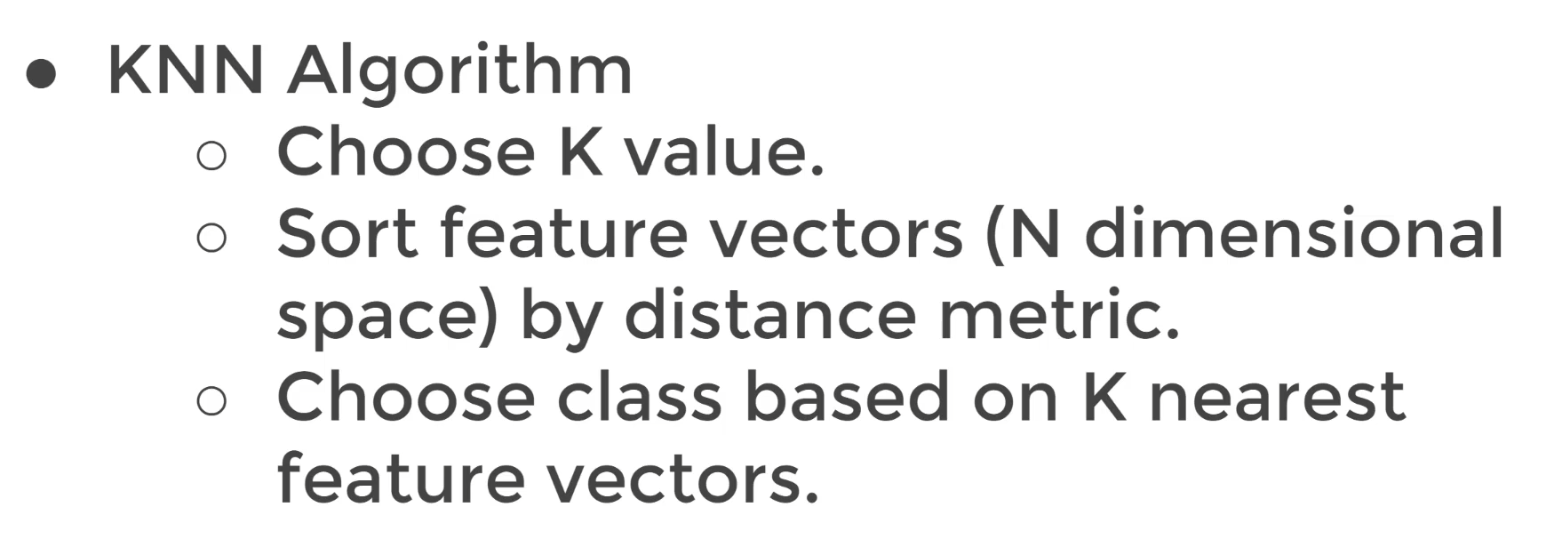 ● KNN Algorithm
○ Choose K value.
○ Sort feature vectors (N dimensional
space) by distance metric.
○ Choose class based on K nearest
feature vectors.